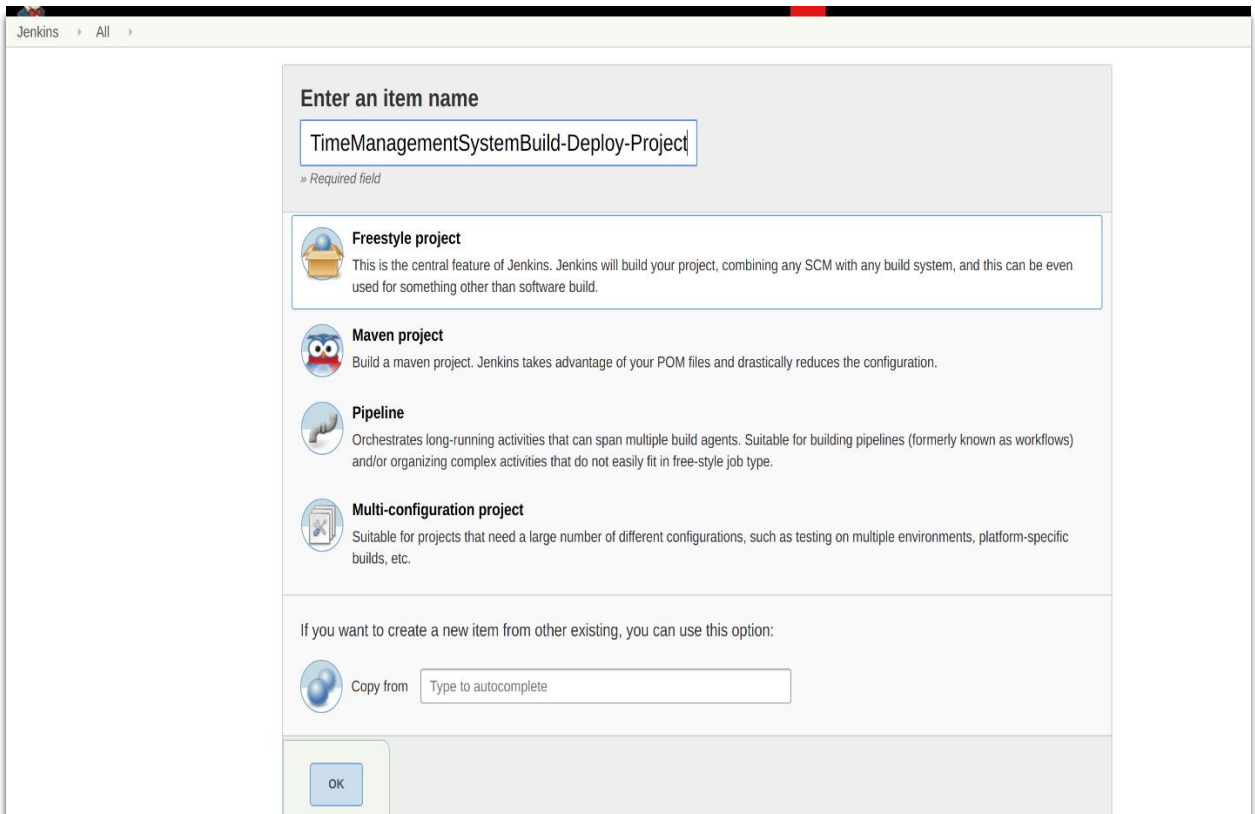 Jenkins All
Enter an item name
TimeManagementSystemBuild-Deploy-Project
» Required field
Freestyle project
This is the central feature of Jenkins. Jenkins will build your project, combining any SCM with any build system, and this can be even
used for something other than software build.
Maven project
Build a maven project. Jenkins takes advantage of your POM files and drastically reduces the configuration.
Pipeline
Orchestrates long-running activities that can span multiple build agents. Suitable for building pipelines (formerly known as workflows)
and/or organizing complex activities that do not easily fit in free-style job type.
Multi-configuration project
Suitable for projects that need a large number of different configurations, such as testing on multiple environments, platform-specific
builds, etc.
If you want to create a new item from other existing, you can use this option:
Copy from Type to autocomplete
OK